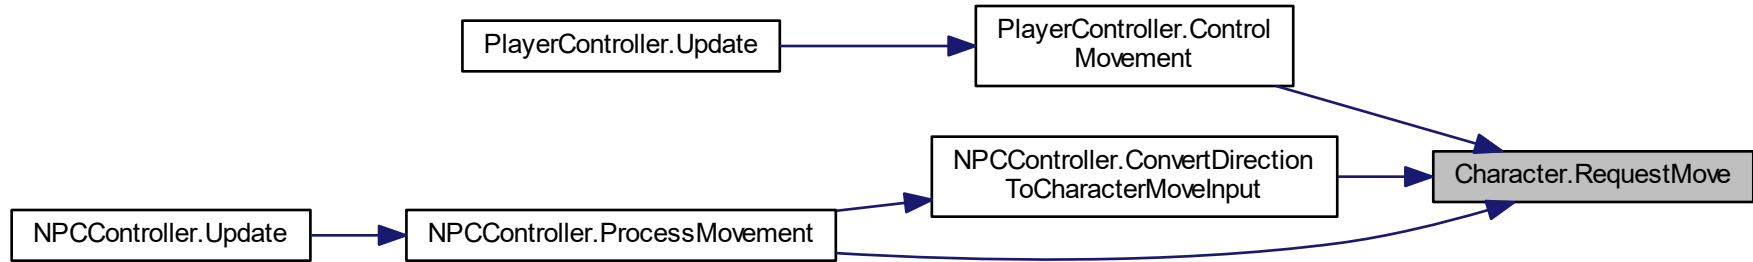 PlayerController.Update
PlayerController.Control
Movement
NPCController.ConvertDirection
ToCharacterMoveInput
Character.RequestMove
NPCController.Update
NPCController.ProcessMovement